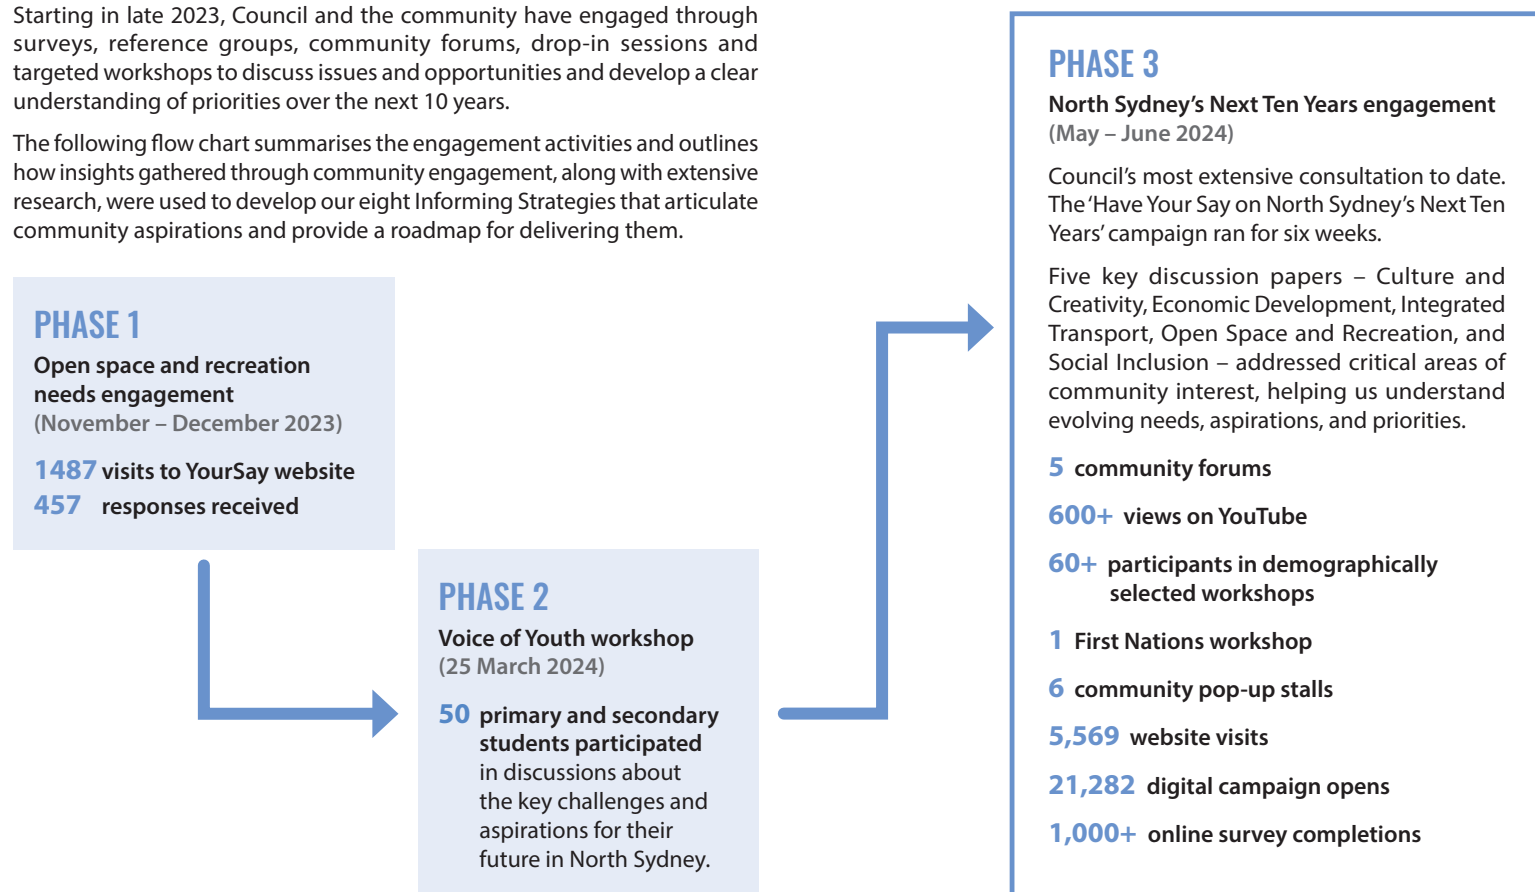 Starting in late 2023, Council and the community have engaged through
surveys, reference groups, community forums, drop-in sessions and
targeted workshops to discuss issues and opportunities and develop a clear
understanding of priorities over the next 10 years.
The following flow chart summarises the engagement activities and outlines
how insights gathered through community engagement, along with extensive
research, were used to develop our eight Informing Strategies that articulate
community aspirations and provide a roadmap for delivering them.
PHASE 1
Open space and recreation
needs engagement
(November – December 2023)
1487 visits to YourSay website
457 responses received
PHASE 2
Voice of Youth workshop
(25 March 2024)
50 primary and secondary
students participated
in discussions about
the key challenges and
aspirations for their
future in North Sydney.
PHASE 3
North Sydney’s Next Ten Years engagement
(May – June 2024)
Council’s most extensive consultation to date.
The ‘Have Your Say on North Sydney’s Next Ten
Years’ campaign ran for six weeks.
Five key discussion papers – Culture and
Creativity, Economic Development, Integrated
Transport, Open Space and Recreation, and
Social Inclusion – addressed critical areas of
community interest, helping us understand
evolving needs, aspirations, and priorities.
5 community forums
600+ views on YouTube
60+ participants in demographically
selected workshops
1 First Nations workshop
6 community pop-up stalls
5,569 website visits
21,282 digital campaign opens
1,000+ online survey completions